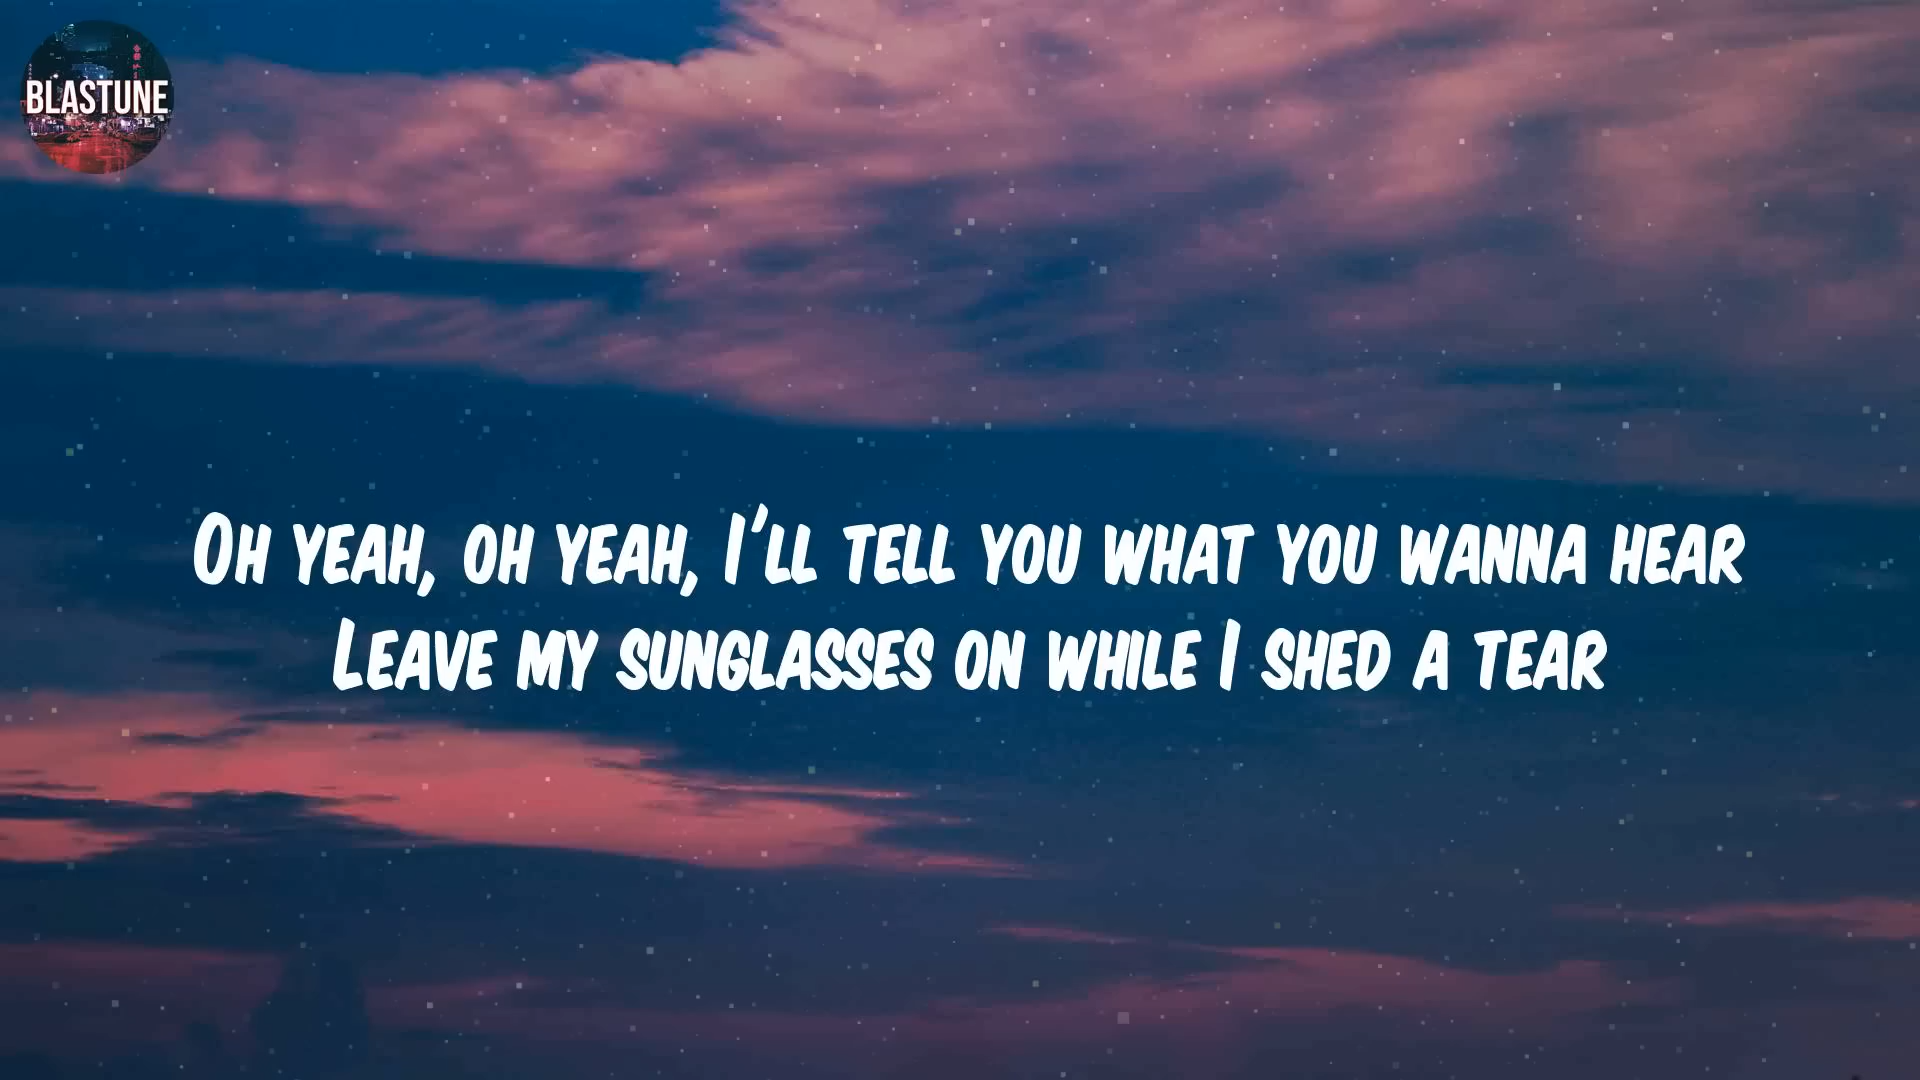 BLASTUNE
Oh yeah, oh yeah, I'll tell you what you wanna hear
Leave my sunglasses on while I shed a tear